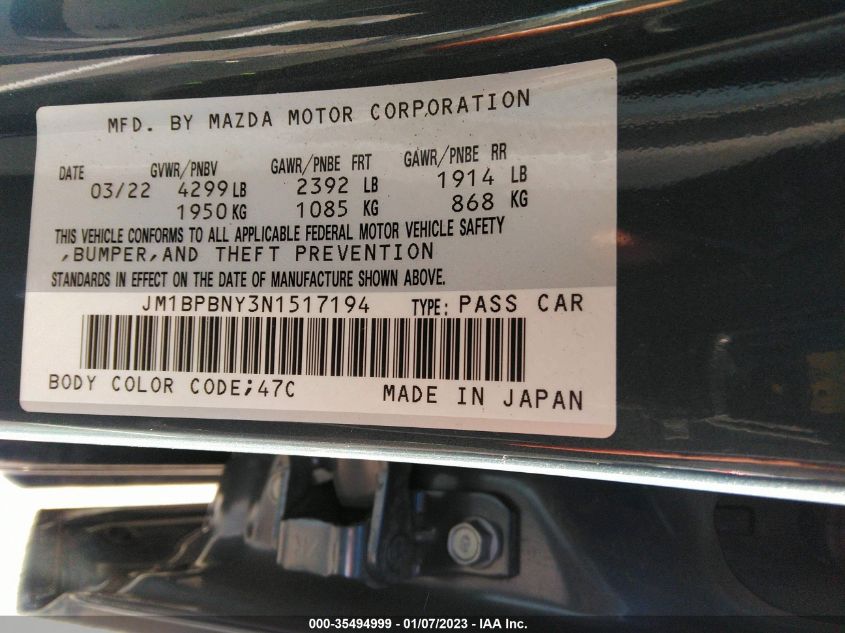 MFD. BY MAZDA MOTOR CORPORATION
DATE GVWR/PNBV GAWR/PNBE FRT GAWR/PNBE RR
03/22 4299 LB 2392 LB 1914 LB
1950 KG 1085 KG 868 KG
THIS VEHICLE CONFORMS TO ALL APPLICABLE FEDERAL MOTOR VEHICLE SAFETY
,BUMPER,AND THEFT PREVENTION
STANDARDS IN EFFECT ON THE DATE OF MANUFACTURE SHOWN ABOVE.
JM1BPBNY3N1517194 TYPE: PASS CAR
BODY COLOR CODE;47C MADE IN JAPAN
000-35494999 - 01/07/2023 - IAA Inc.